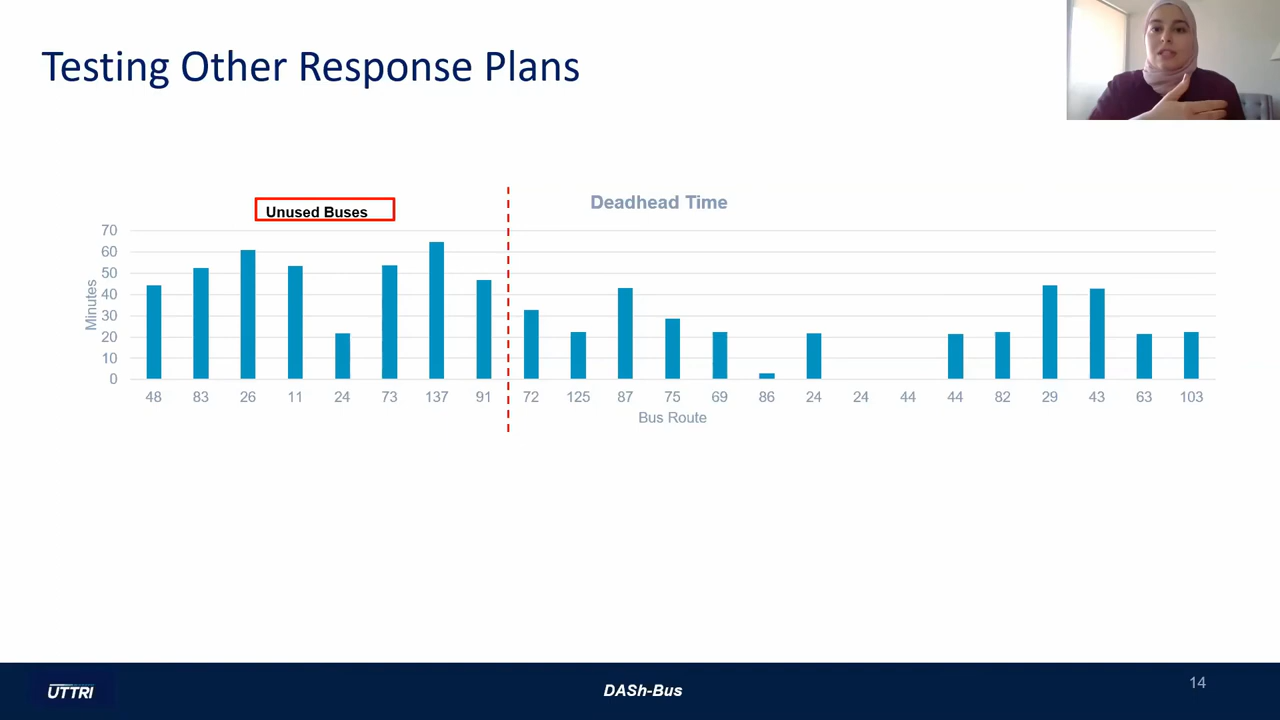 Testing Other Response Plans
Unused Buses
Deadhead Time
70
60
50
40
30
20
10
0
Minutes
48 83 26 11 24 73 137 91 72 125 87 75 69 86 24 24 44 44 82 29 43 63 103
Bus Route
UTTRI
DASh-Bus
14